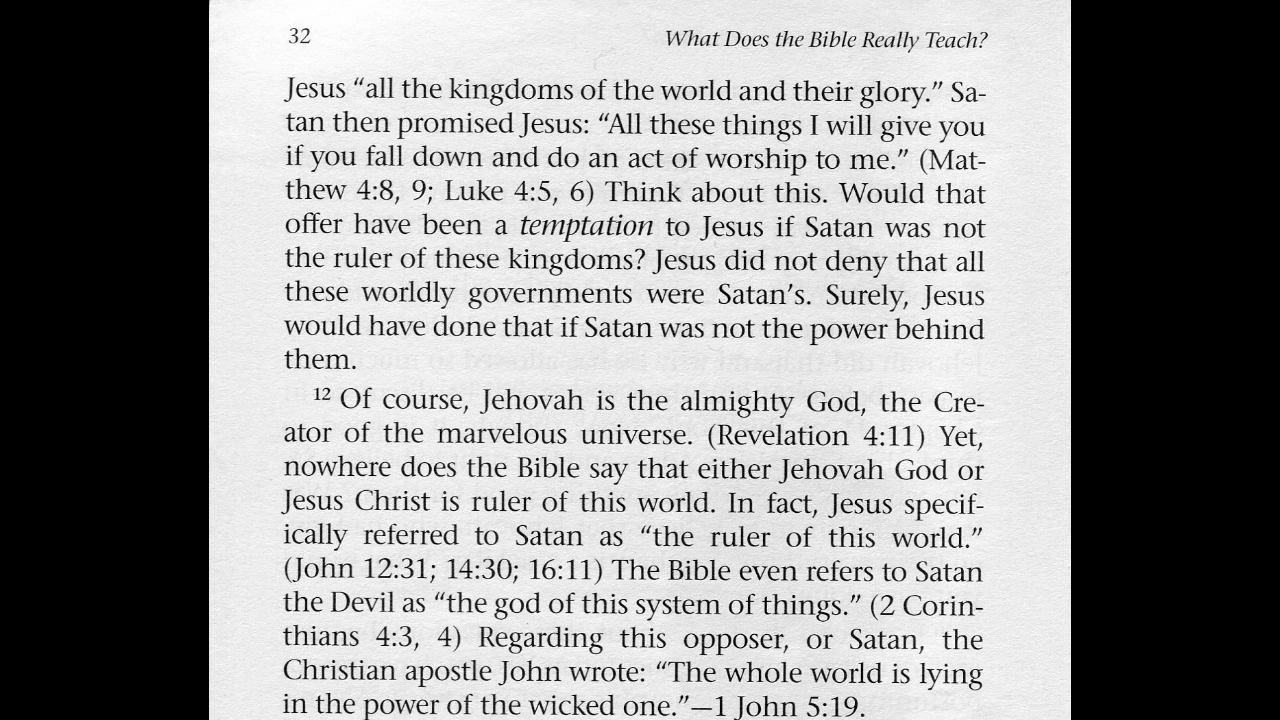 32 What Does the Bible Really Teach?
Jesus “all the kingdoms of the world and their glory.” Sa-
tan then promised Jesus: “All these things I will give you
if you fall down and do an act of worship to me.” (Mat-
thew 4:8, 9; Luke 4:5, 6) Think about this. Would that
offer have been a temptation to Jesus if Satan was not
the ruler of these kingdoms? Jesus did not deny that all
these worldly governments were Satan’s. Surely, Jesus
would have done that if Satan was not the power behind
them.
¹² Of course, Jehovah is the almighty God, the Cre-
ator of the marvelous universe. (Revelation 4:11) Yet,
nowhere does the Bible say that either Jehovah God or
Jesus Christ is ruler of this world. In fact, Jesus specif-
ically referred to Satan as “the ruler of this world.”
(John 12:31; 14:30; 16:11) The Bible even refers to Satan
the Devil as “the god of this system of things.” (2 Corin-
thians 4:3, 4) Regarding this opposer, or Satan, the
Christian apostle John wrote: “The whole world is lying
in the power of the wicked one.”—1 John 5:19.